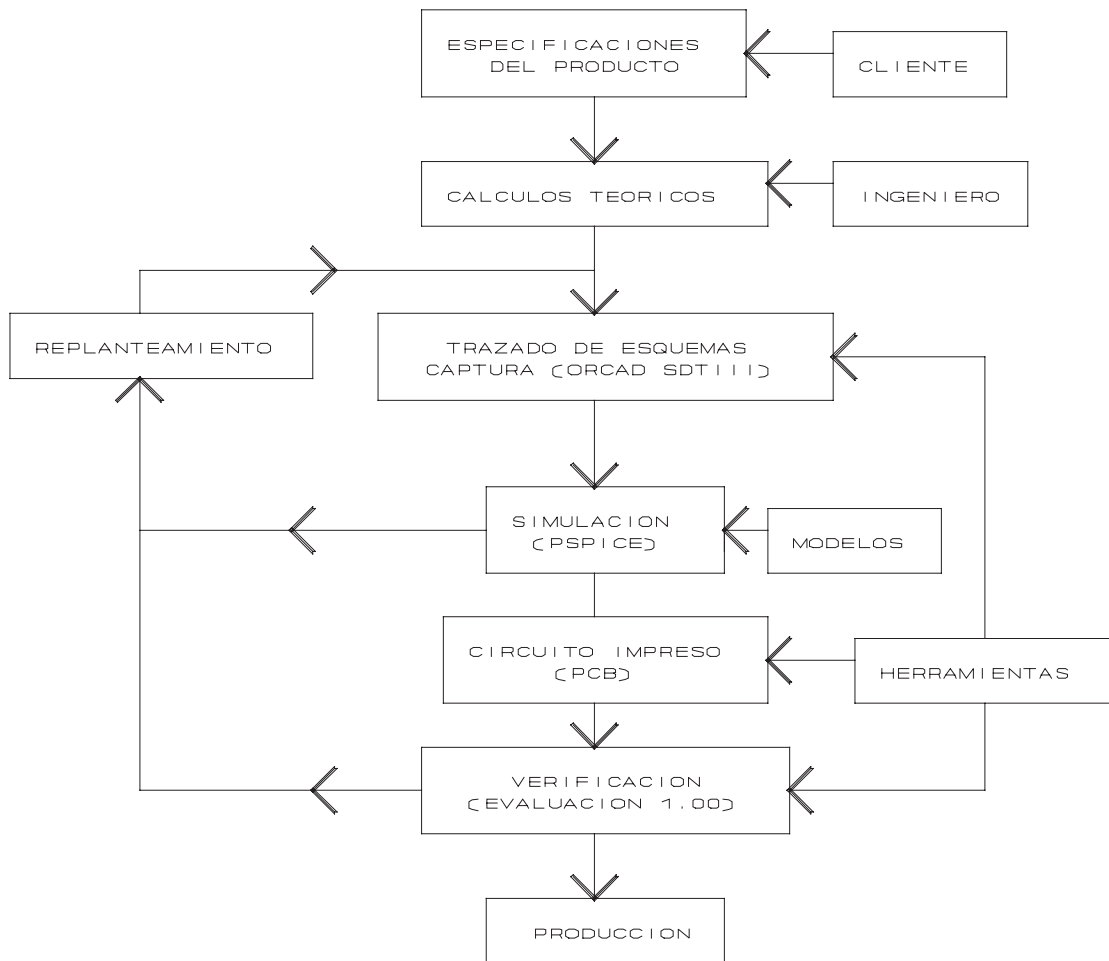 ESPECIFICACIONES
DEL PRODUCTO
CLIENTE
CALCULOS TEORICOS
INGENIERO
REPLANTEAMIENTO
TRAZADO DE ESQUEMAS
CAPTURA (ORCAD SDTIII)
SIMULACION
(PSPICE)
MODELOS
CIRCUITO IMPRESO
(PCB)
HERRAMIENTAS
VERIFICACION
(EVALUACION 1.00)
PRODUCCION